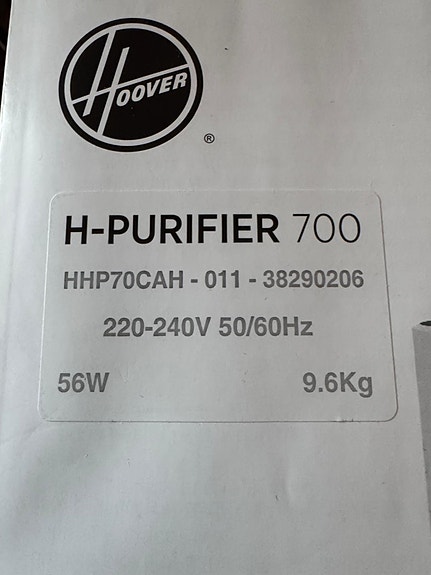 HOOVER
®
H-PURIFIER 700
HHP70CAH - 011 - 38290206
220-240V 50/60Hz
56W 9.6Kg